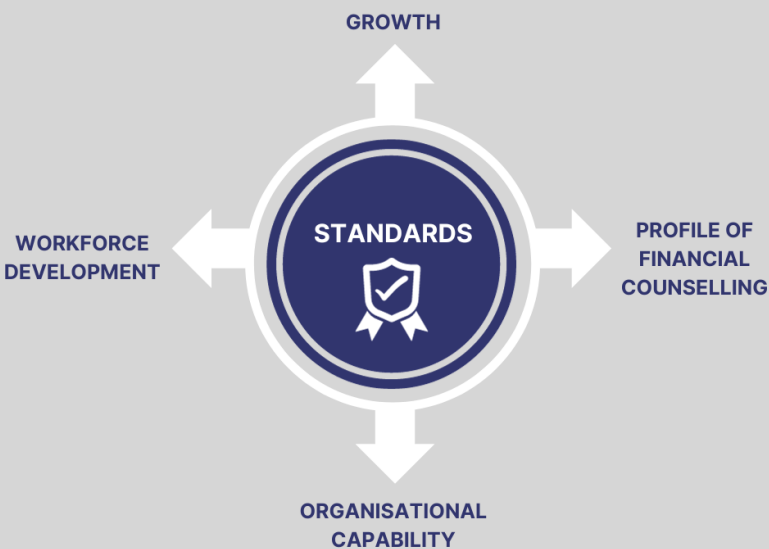 GROWTH
WORKFORCE
DEVELOPMENT
STANDARDS
PROFILE OF
FINANCIAL
COUNSELLING
ORGANISATIONAL
CAPABILITY